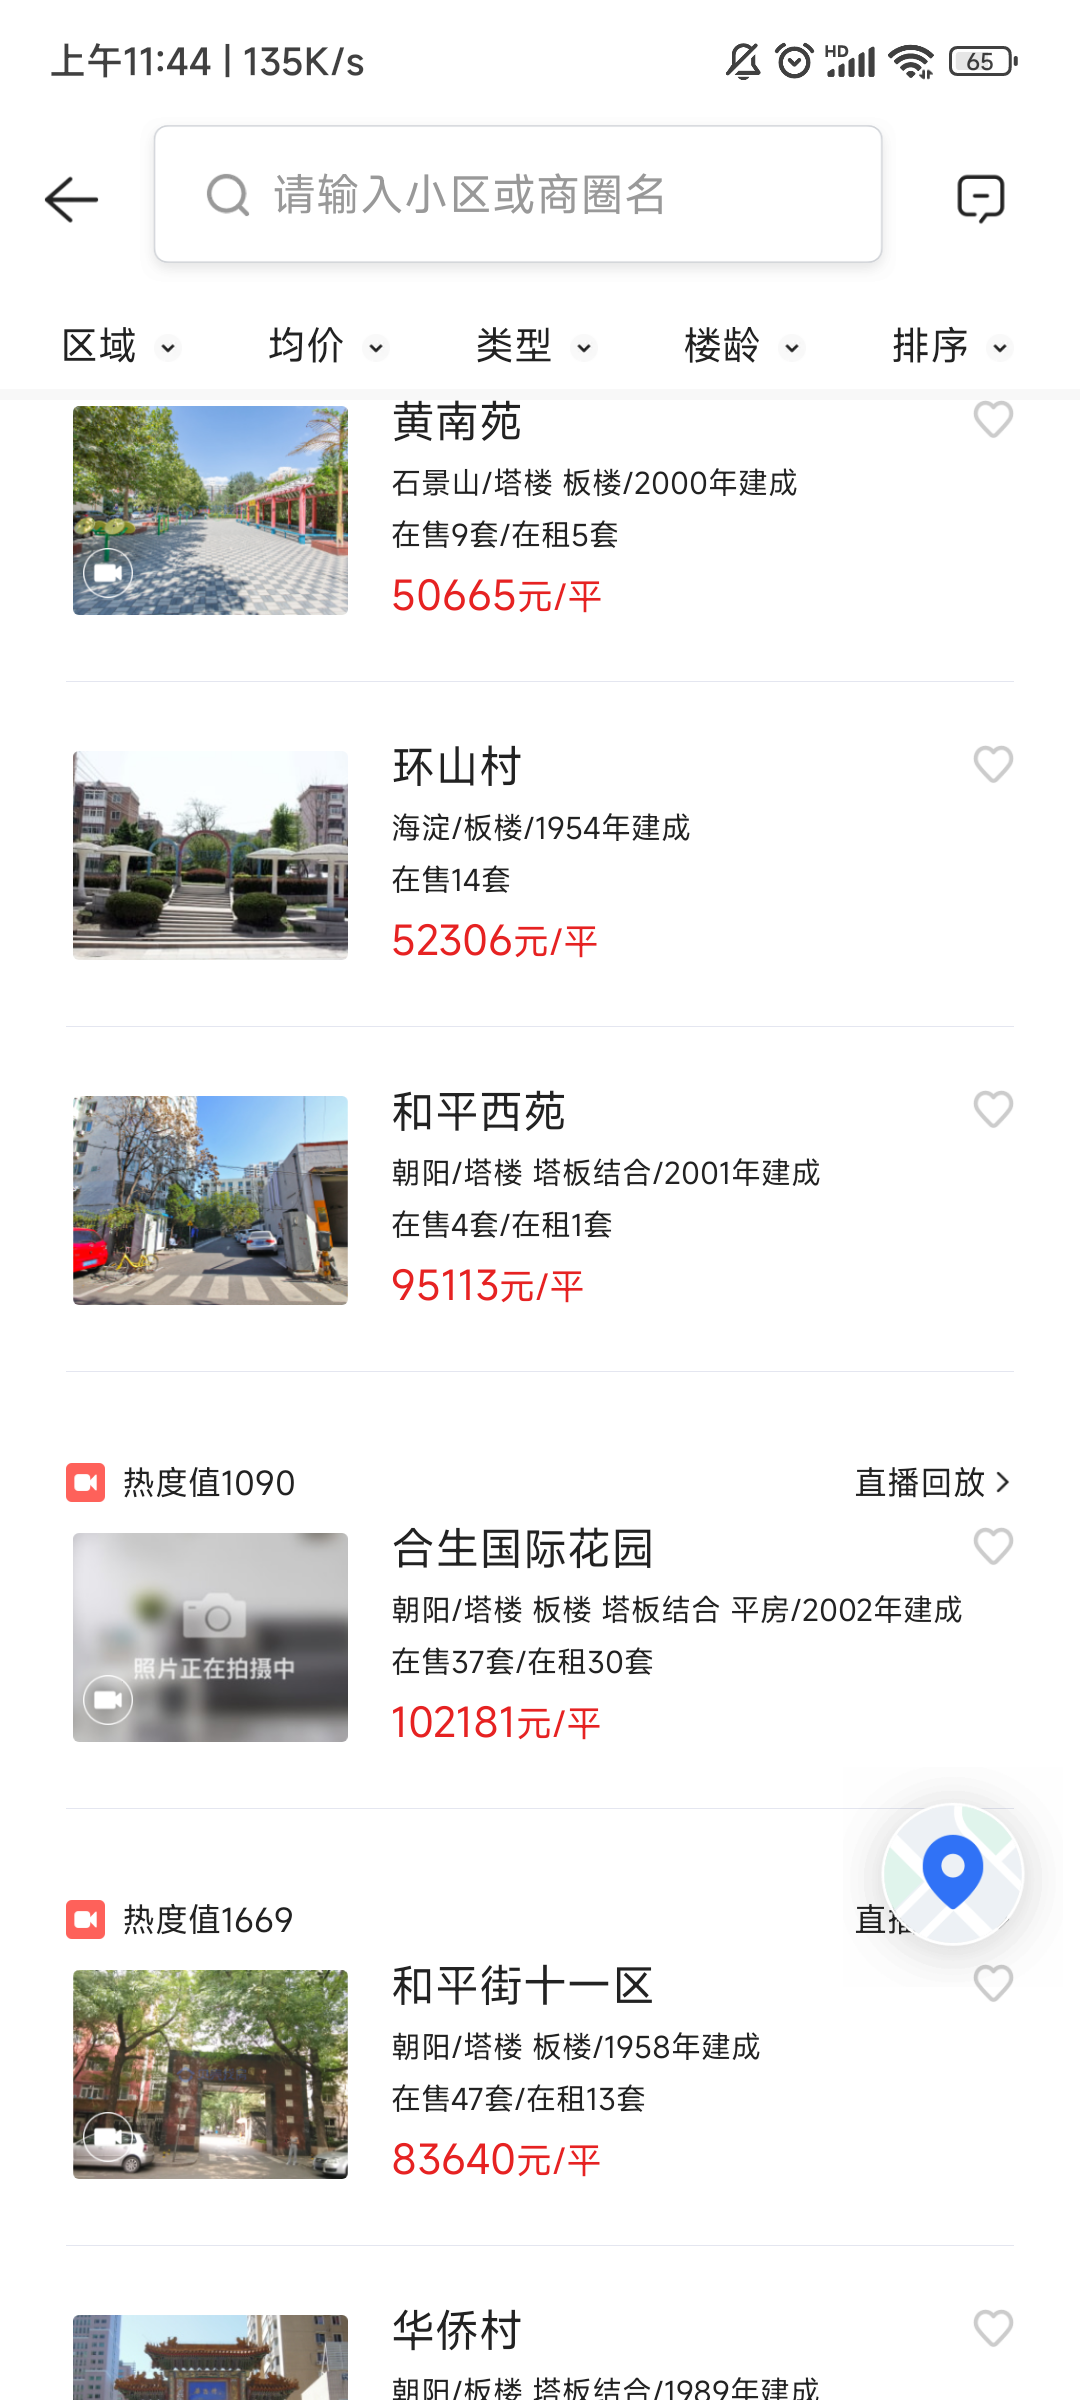 上午11:44 | 135K/s
HD
65
请输入小区或商圈名
区域 均价 类型 楼龄 排序
黄南苑
石景山/塔楼 板楼/2000年建成
在售9套/在租5套
50665元/平
环山村
海淀/板楼/1954年建成
在售14套
52306元/平
和平西苑
朝阳/塔楼 塔板结合/2001年建成
在售4套/在租1套
95113元/平
热度值1090 直播回放
合生国际花园
照片正在拍摄中
朝阳/塔楼 板楼 塔板结合 平房/2002年建成
在售37套/在租30套
102181元/平
热度值1669 直播
和平街十一区
朝阳/塔楼 板楼/1958年建成
在售47套/在租13套
83640元/平
华侨村
朝阳/板楼 塔板结合/1989年建成